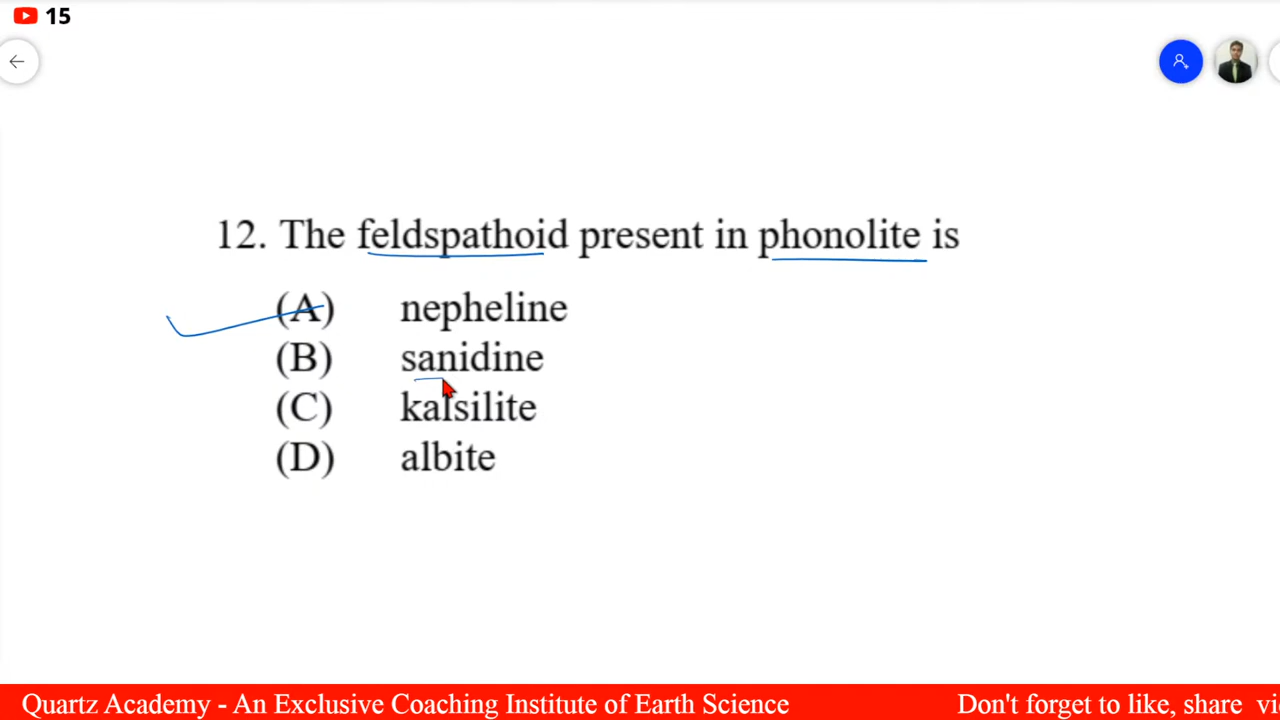 15
12. The feldspathoid present in phonolite is
(A) nepheline
(B) sanidine
(C) kalsilite
(D) albite
Quartz Academy - An Exclusive Coaching Institute of Earth Science Don't forget to like, share